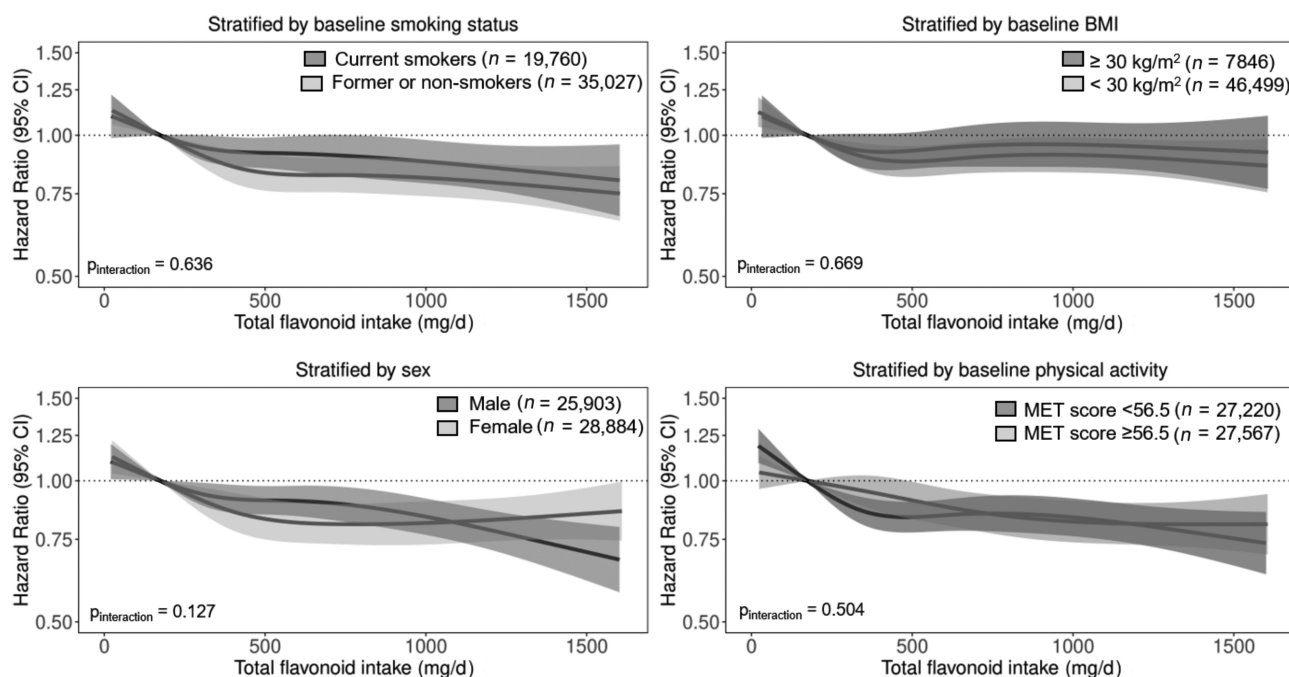 Stratified by baseline smoking status
1.50
1.25
1.00
0.75
0.50
Hazard Ratio (95% CI)
Current smokers (n = 19,760)
Former or non-smokers (n = 35,027)
pinteraction = 0.636
0 500 1000 1500
Total flavonoid intake (mg/d)
Stratified by baseline BMI
1.50
1.25
1.00
0.75
0.50
Hazard Ratio (95% CI)
≥ 30 kg/m² (n = 7846)
< 30 kg/m² (n = 46,499)
pinteraction = 0.669
0 500 1000 1500
Total flavonoid intake (mg/d)
Stratified by sex
1.50
1.25
1.00
0.75
0.50
Hazard Ratio (95% CI)
Male (n = 25,903)
Female (n = 28,884)
pinteraction = 0.127
0 500 1000 1500
Total flavonoid intake (mg/d)
Stratified by baseline physical activity
1.50
1.25
1.00
0.75
0.50
Hazard Ratio (95% CI)
MET score <56.5 (n = 27,220)
MET score ≥56.5 (n = 27,567)
pinteraction = 0.504
0 500 1000 1500
Total flavonoid intake (mg/d)